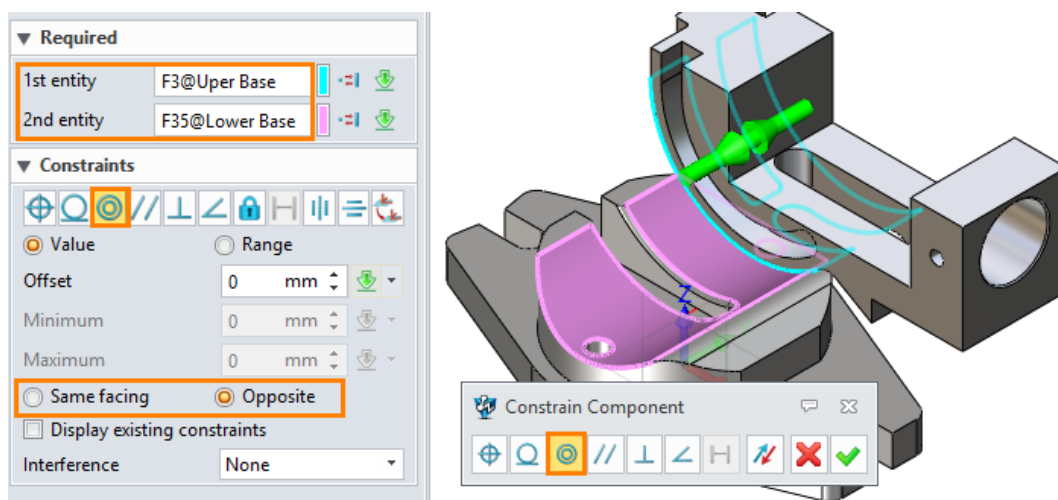 Required
1st entity F3@Uper Base
2nd entity F35@Lower Base
Constraints
Value Range
Offset 0 mm
Minimum 0 mm
Maximum 0 mm
Same facing Opposite
Display existing constraints
Interference None
Z
Constrain Component